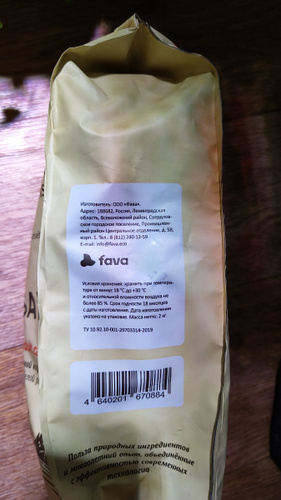 Изготовитель: ООО «Фава».
Адрес: 188682, Россия, Ленинградская
область, Всеволожский район, Свердлов-
ское городское поселение, Промышлен-
ный район Центральное отделение, д. 58,
корп. 1. Тел.: 8 (812) 240-13-59
E-mail: info@fava.eco
fava
Условия хранения: хранить при темпера-
туре от минус 18 °С до +30 °С
и относительной влажности воздуха не
более 85 %. Срок годности 18 месяцев
с даты изготовления. Дата изготовления
указана на упаковке. Масса нетто: 2 кг.
ТУ 10.92.10-001-29703314-2019
4 640201 670884
Польза природных ингредиентов
и многолетний опыт, объединённые
с эффективностью современных
технологий